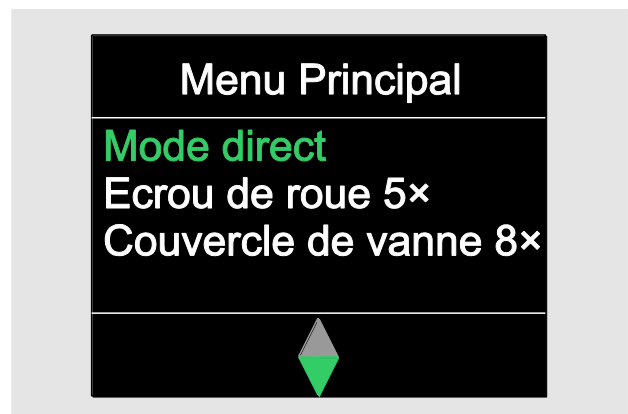 Menu Principal
Mode direct
Ecrou de roue 5×
Couvercle de vanne 8×